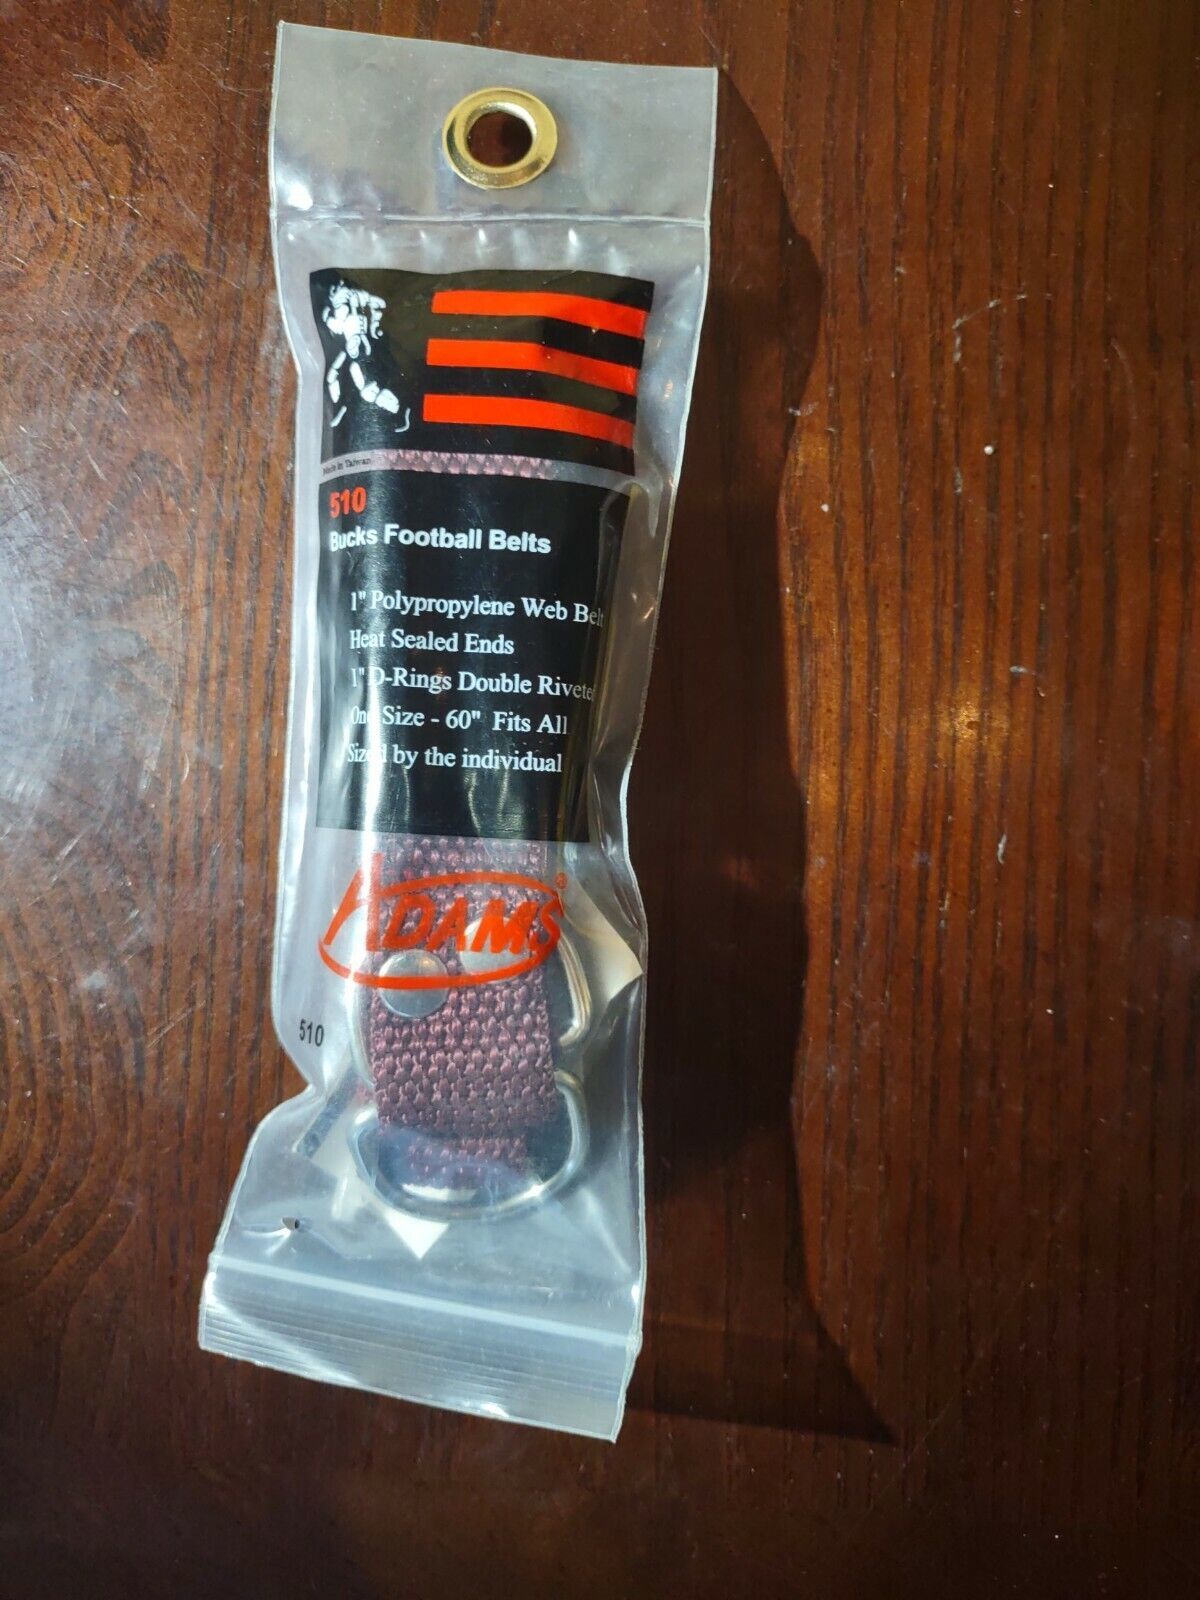 Made in Taiwan
510
Bucks Football Belts
1" Polypropylene Web Belt
Heat Sealed Ends
1" D-Rings Double Riveted
One Size - 60" Fits All
Sized by the individual
ADAMS®
510